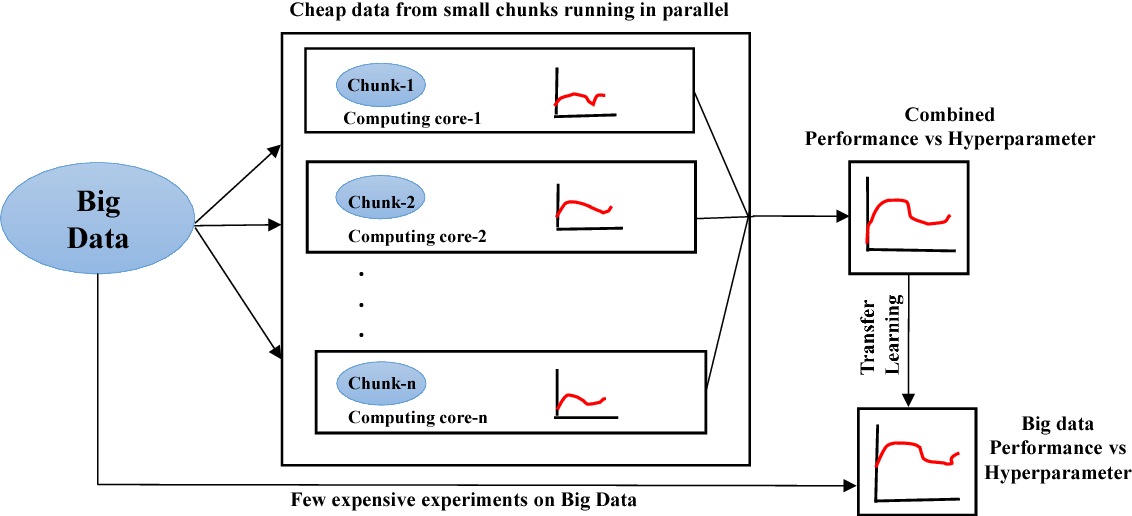 Cheap data from small chunks running in parallel
Chunk-1
Computing core-1
Combined
Performance vs Hyperparameter
Big
Data
Chunk-2
Computing core-2
.
.
.
Transfer
Learning
Chunk-n
Computing core-n
Big data
Performance vs
Hyperparameter
Few expensive experiments on Big Data